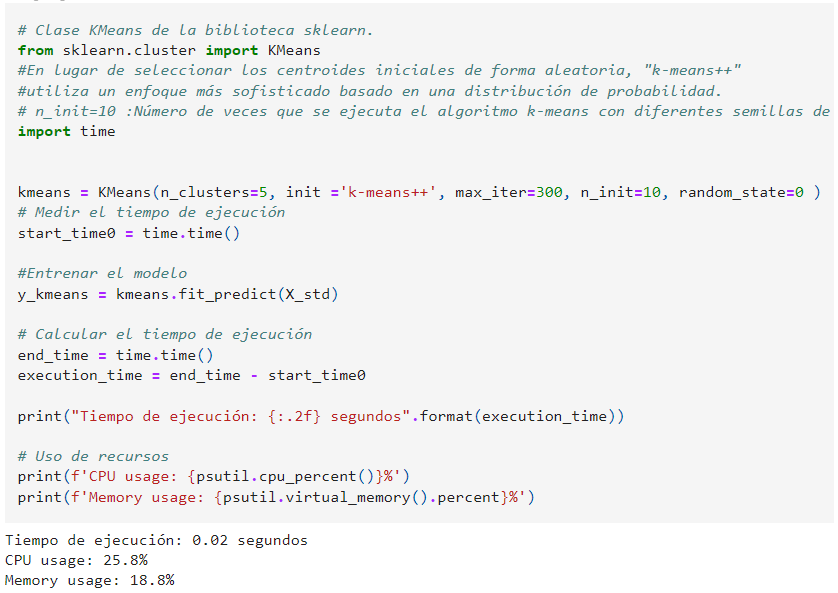 # Clase KMeans de la biblioteca sklearn.
from sklearn.cluster import KMeans
#En lugar de seleccionar los centroides iniciales de forma aleatoria, "k-means++"
#utiliza un enfoque más sofisticado basado en una distribución de probabilidad.
# n_init=10 :Número de veces que se ejecuta el algoritmo k-means con diferentes semillas de
import time
kmeans = KMeans(n_clusters=5, init ='k-means++', max_iter=300, n_init=10, random_state=0 )
# Medir el tiempo de ejecución
start_time0 = time.time()
#Entrenar el modelo
y_kmeans = kmeans.fit_predict(X_std)
# Calcular el tiempo de ejecución
end_time = time.time()
execution_time = end_time - start_time0
print("Tiempo de ejecución: {:.2f} segundos".format(execution_time))
# Uso de recursos
print(f'CPU usage: {psutil.cpu_percent()}%')
print(f'Memory usage: {psutil.virtual_memory().percent}%')
Tiempo de ejecución: 0.02 segundos
CPU usage: 25.8%
Memory usage: 18.8%